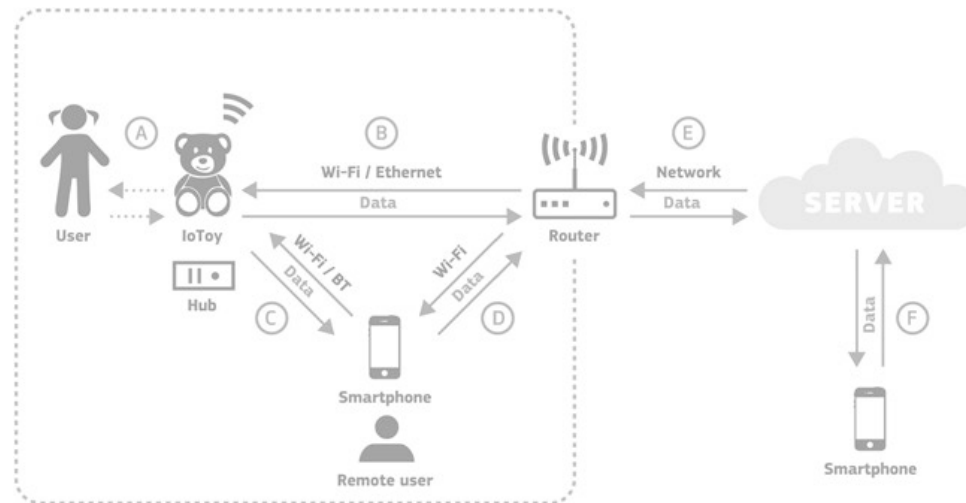 A
B
E
Wi-Fi / Ethernet
Network
Data
Data
SERVER
User
IoToy
Router
Wi-Fi / BT
Wi-Fi
Data
Data
Hub
C
D
Data
F
Smartphone
Remote user
Smartphone